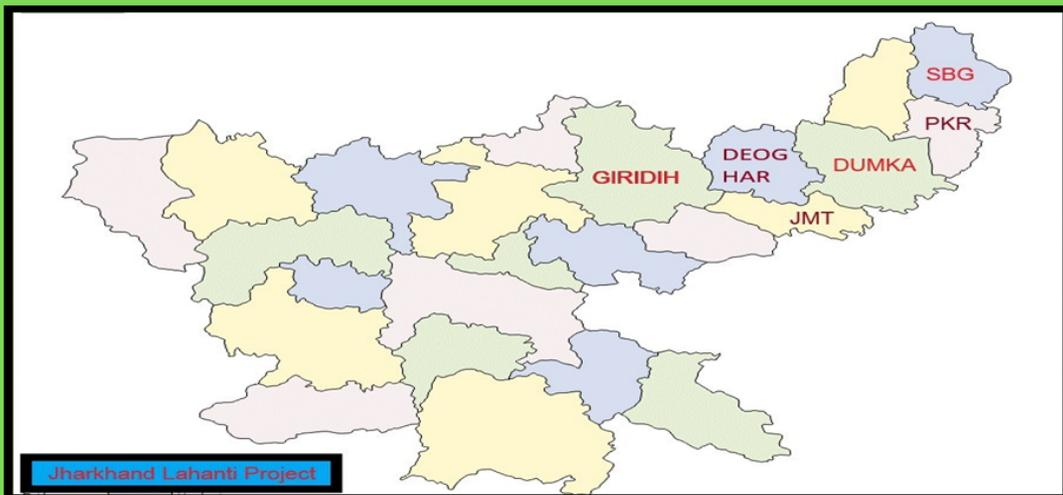 SBG
PKR
DEOG
HAR
DUMKA
GIRIDIH
JMT
Jharkhand Lahanti Project